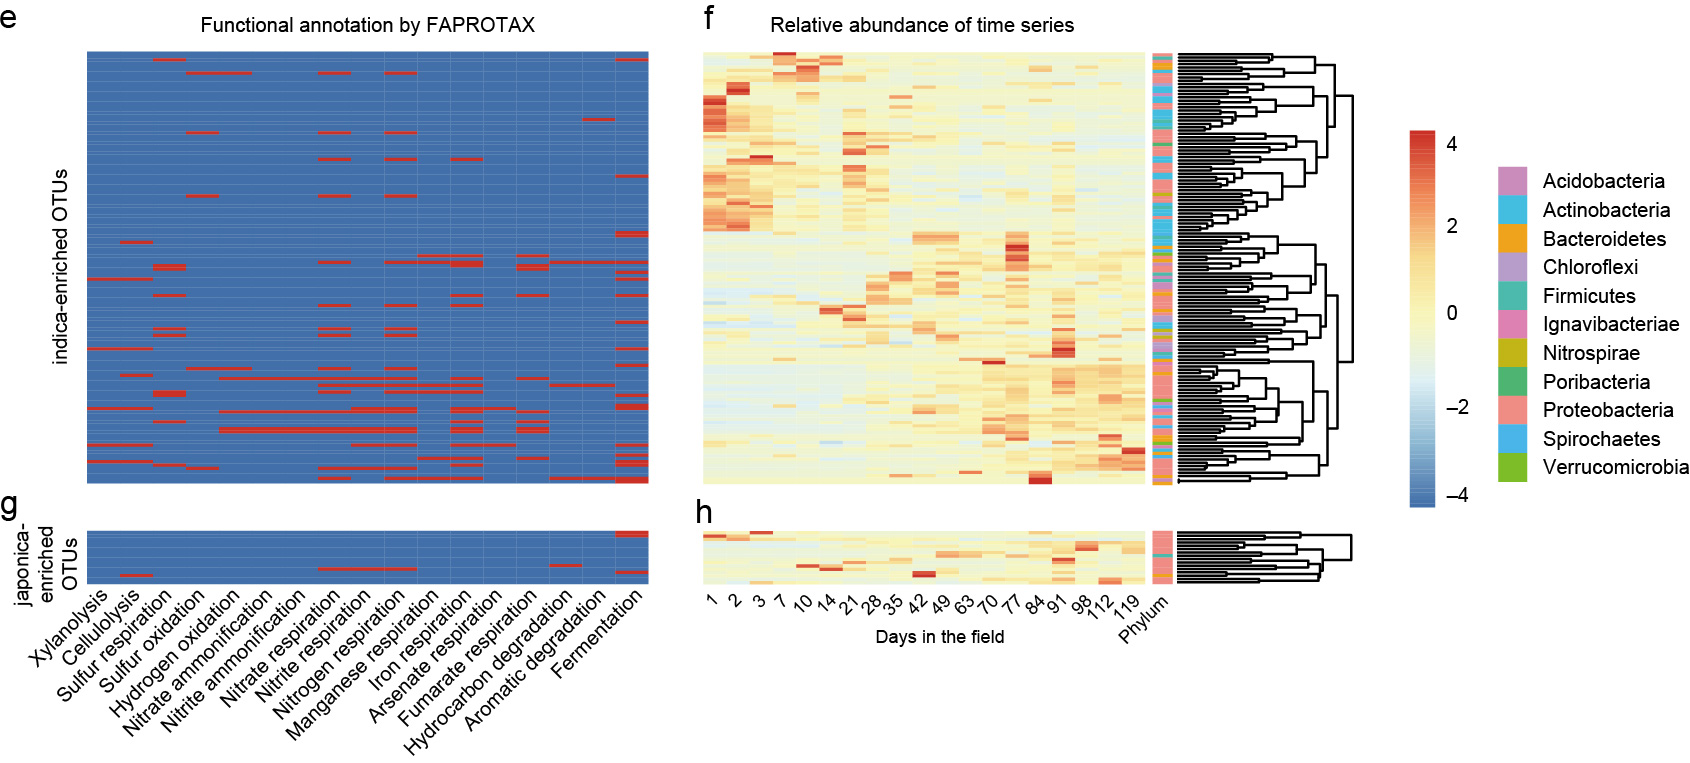 e
Functional annotation by FAPROTAX
indica-enriched OTUs
f
Relative abundance of time series
4
2
0
−2
−4
Acidobacteria
Actinobacteria
Bacteroidetes
Chloroflexi
Firmicutes
Ignavibacteriae
Nitrospirae
Poribacteria
Proteobacteria
Spirochaetes
Verrucomicrobia
g
japonica-
enriched
OTUs
Xylanolysis
Cellulolysis
Sulfur respiration
Sulfur oxidation
Hydrogen oxidation
Nitrate ammonification
Nitrite ammonification
Nitrate respiration
Nitrite respiration
Nitrogen respiration
Manganese respiration
Iron respiration
Arsenate respiration
Fumarate respiration
Hydrocarbon degradation
Aromatic degradation
Fermentation
h
1 2 3 7 10 14 21 28 35 42 49 63 70 77 84 91 98 112 119 Phylum
Days in the field